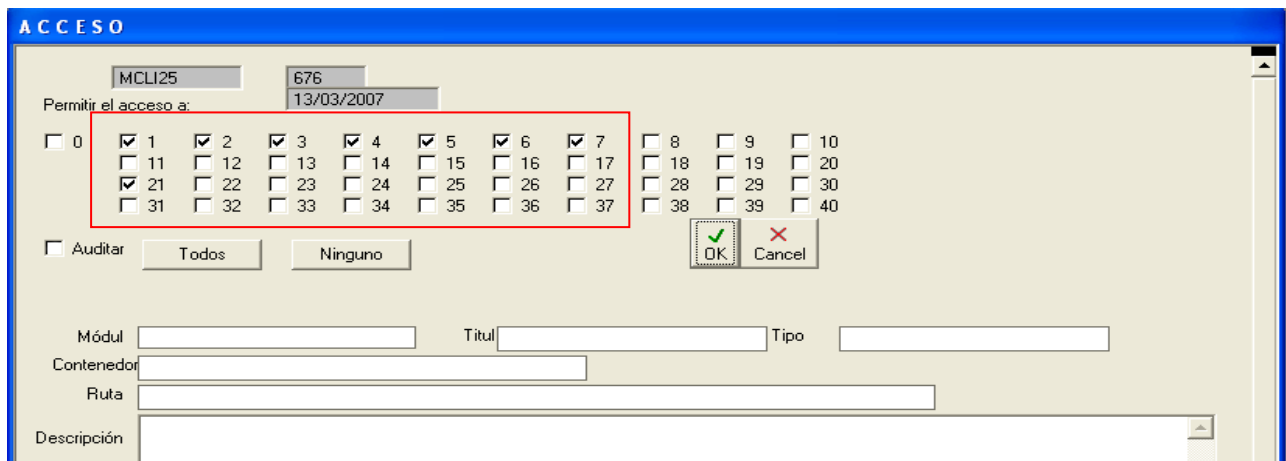 ACCESO
MCLI25 676
Permitir el acceso a: 13/03/2007
0 1 2 3 4 5 6 7 8 9 10
11 12 13 14 15 16 17 18 19 20
21 22 23 24 25 26 27 28 29 30
31 32 33 34 35 36 37 38 39 40
Auditar Todos Ninguno OK Cancel
Módul Titul Tipo
Contenedor
Ruta
Descripción